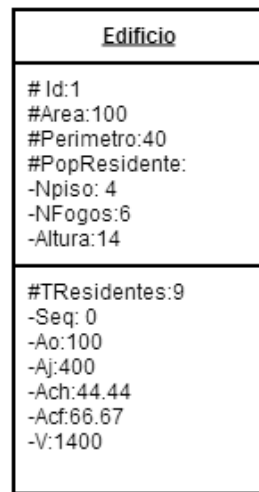 Edificio
# Id:1
#Area:100
#Perimetro:40
#PopResidente:
-Npiso: 4
-NFogos:6
-Altura:14
#TResidentes:9
-Seq: 0
-Ao:100
-Aj:400
-Ach:44.44
-Acf:66.67
-V:1400